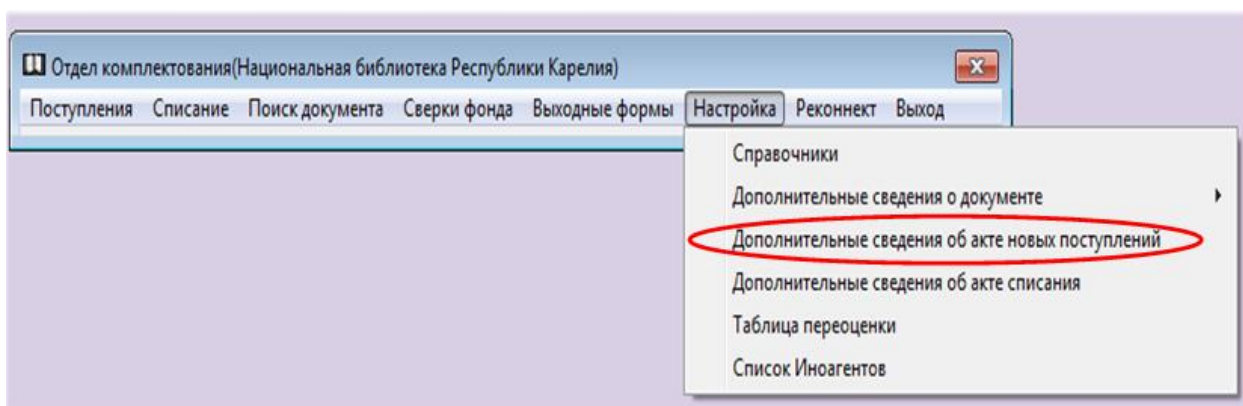 Отдел комплектования(Национальная библиотека Республики Карелия)
Поступления Списание Поиск документа Сверки фонда Выходные формы Настройка Реконнект Выход
Справочники
Дополнительные сведения о документе
Дополнительные сведения об акте новых поступлений
Дополнительные сведения об акте списания
Таблица переоценки
Список Иноагентов